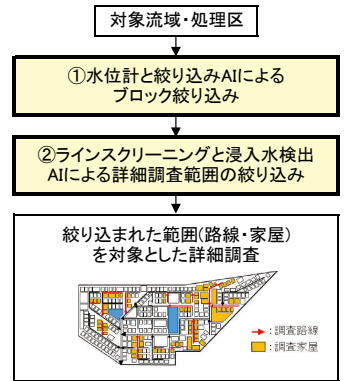 対象流域・処理区
①水位計と絞り込みAIによる
ブロック絞り込み
②ラインスクリーニングと浸入水検出
AIによる詳細調査範囲の絞り込み
絞り込まれた範囲(路線・家屋)
を対象とした詳細調査
：調査路線
：調査家屋